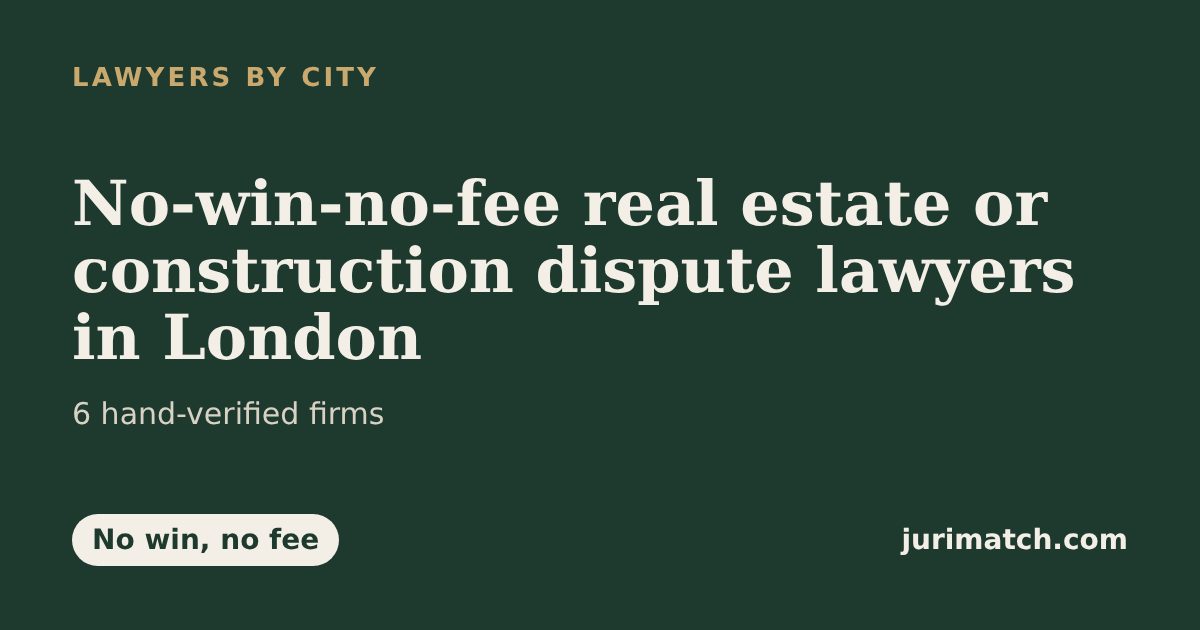 LAWYERS BY CITY
No-win-no-fee real estate or
construction dispute lawyers
in London
6 hand-verified firms
No win, no fee
jurimatch.com